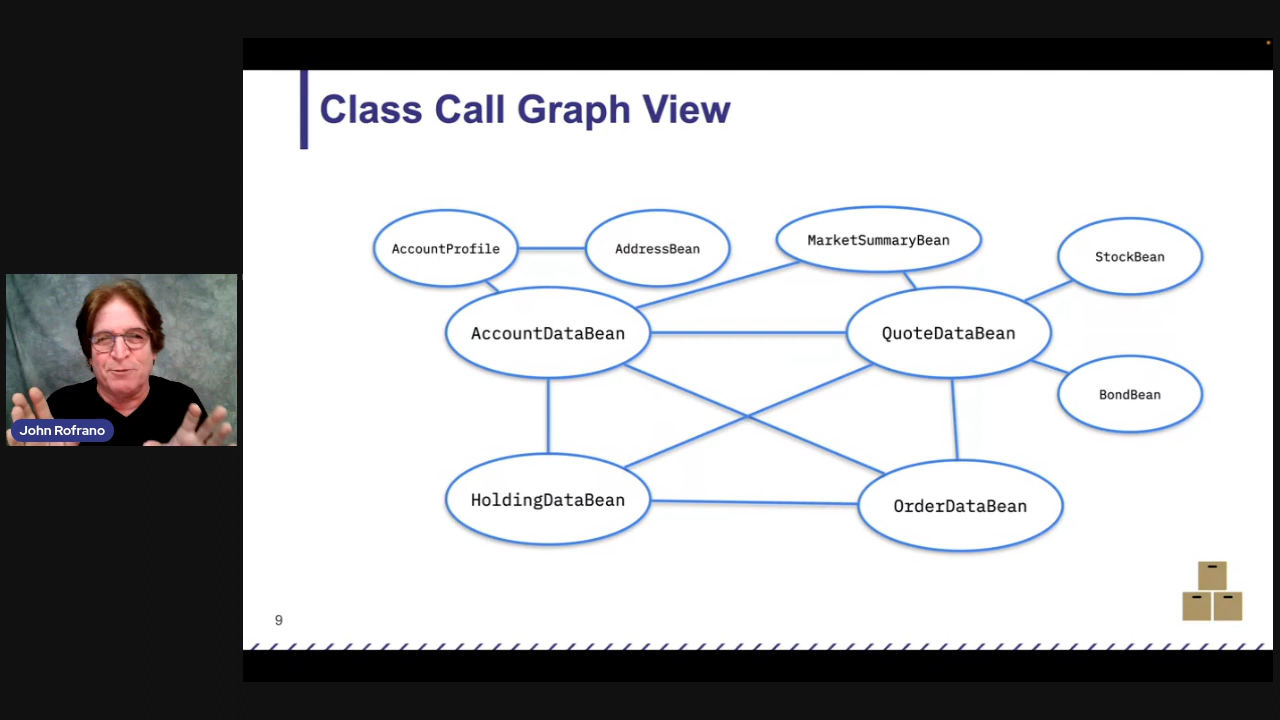 Class Call Graph View
AccountProfile
AddressBean
MarketSummaryBean
StockBean
AccountDataBean
QuoteDataBean
BondBean
HoldingDataBean
OrderDataBean
John Rofrano
9